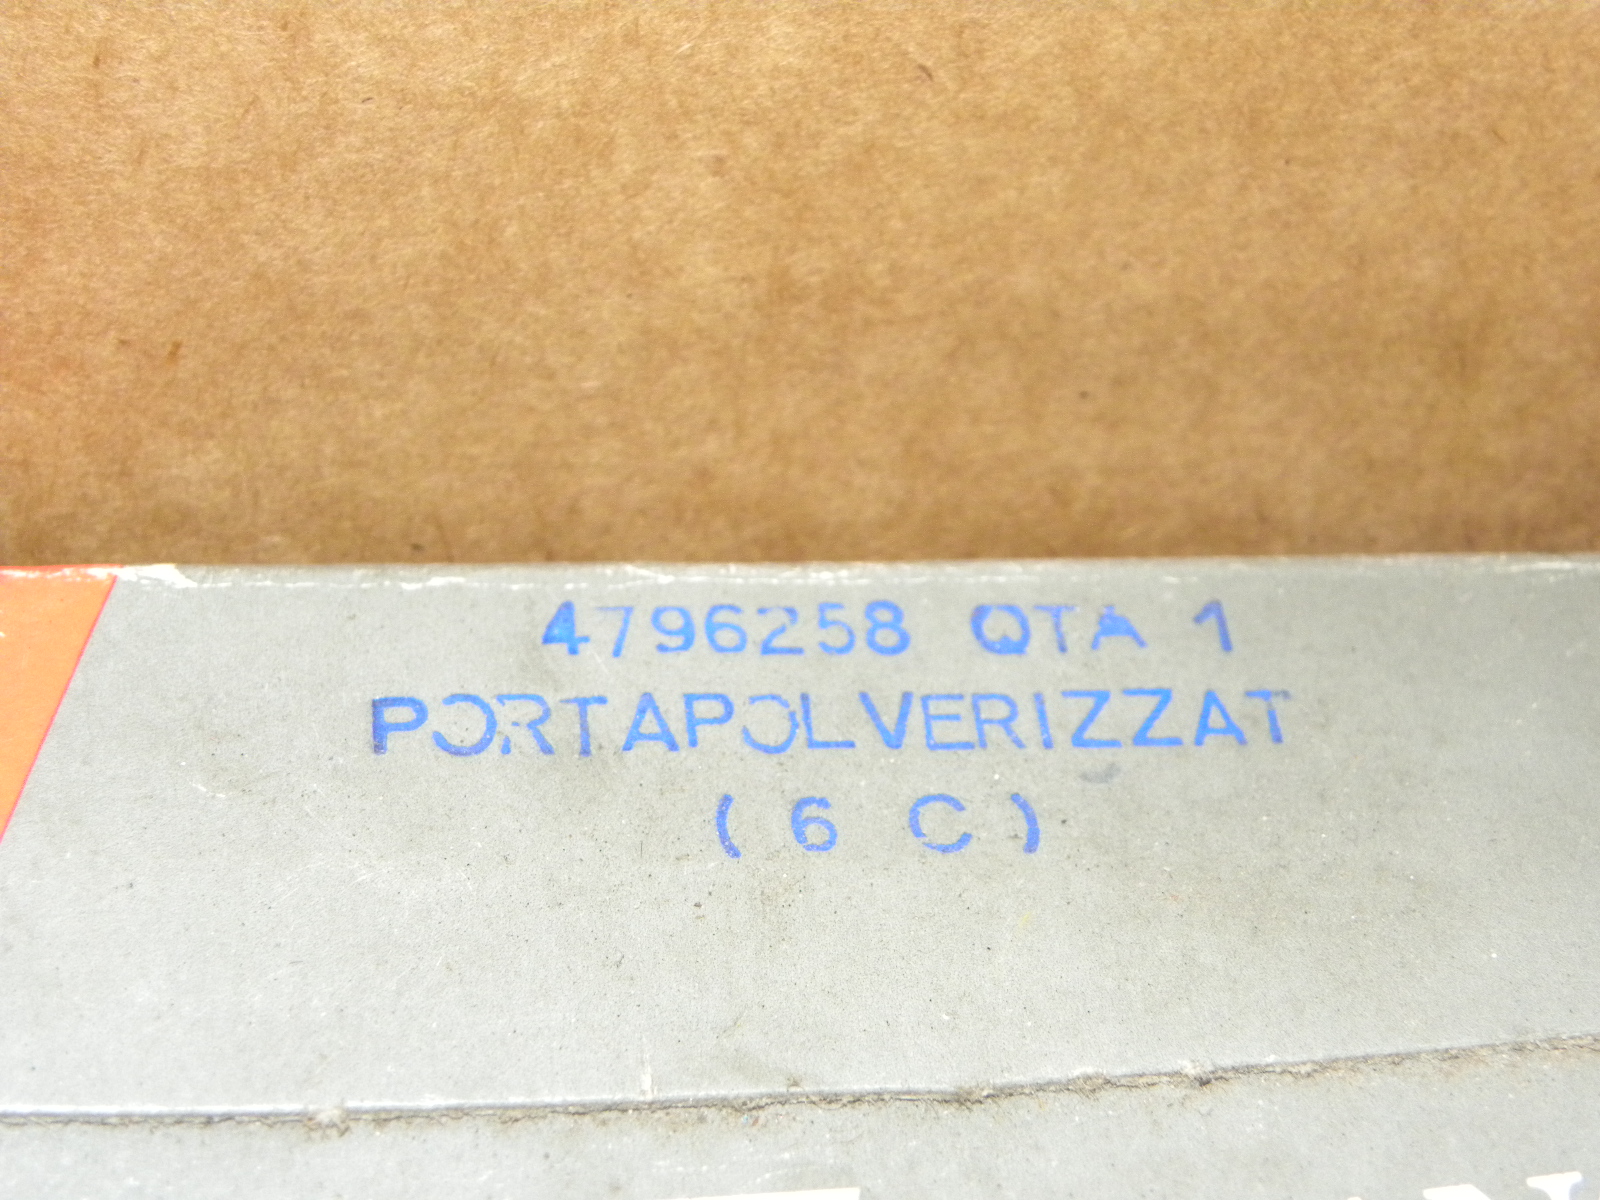 4796258 QTA 1
PORTAPOLVERIZZAT
( 6 C )